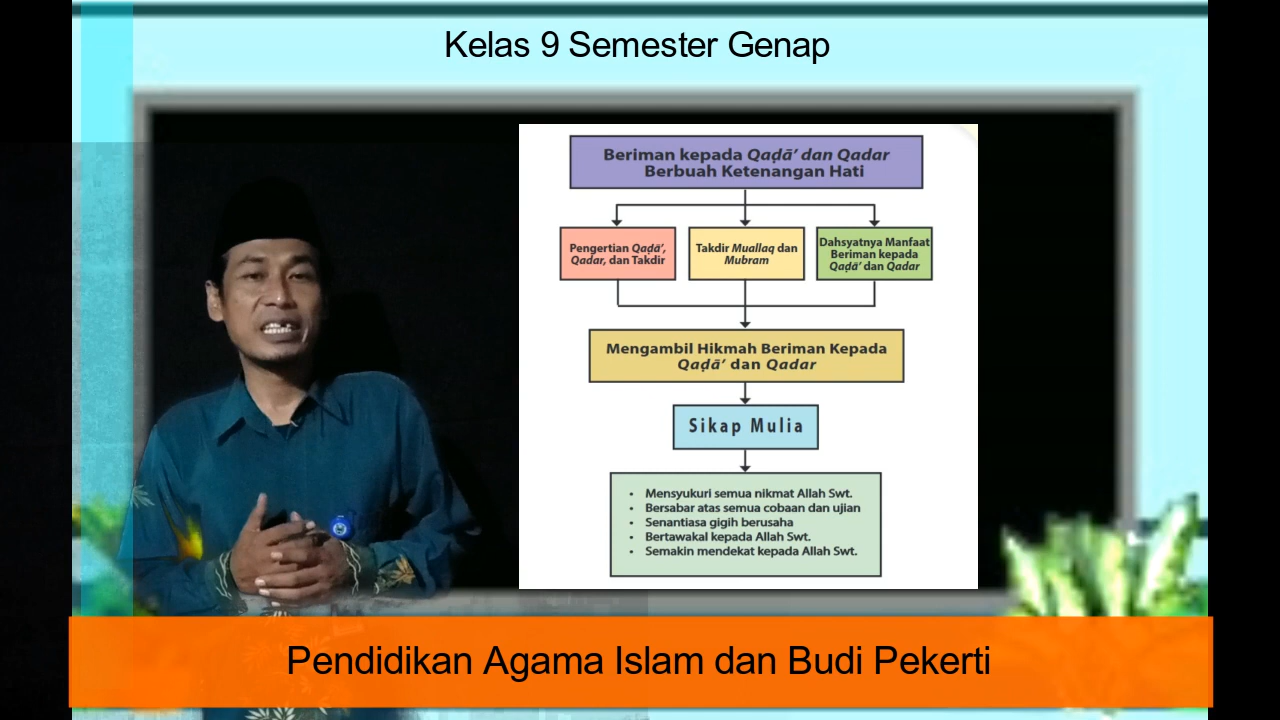 Kelas 9 Semester Genap
Beriman kepada Qaḍā’ dan Qadar
Berbuah Ketenangan Hati
Pengertian Qaḍā’,
Qadar, dan Takdir
Takdir Muallaq dan
Mubram
Dahsyatnya Manfaat
Beriman kepada
Qaḍā’ dan Qadar
Mengambil Hikmah Beriman Kepada
Qaḍā’ dan Qadar
Sikap Mulia
• Mensyukuri semua nikmat Allah Swt.
• Bersabar atas semua cobaan dan ujian
• Senantiasa gigih berusaha
• Bertawakal kepada Allah Swt.
• Semakin mendekat kepada Allah Swt.
Pendidikan Agama Islam dan Budi Pekerti